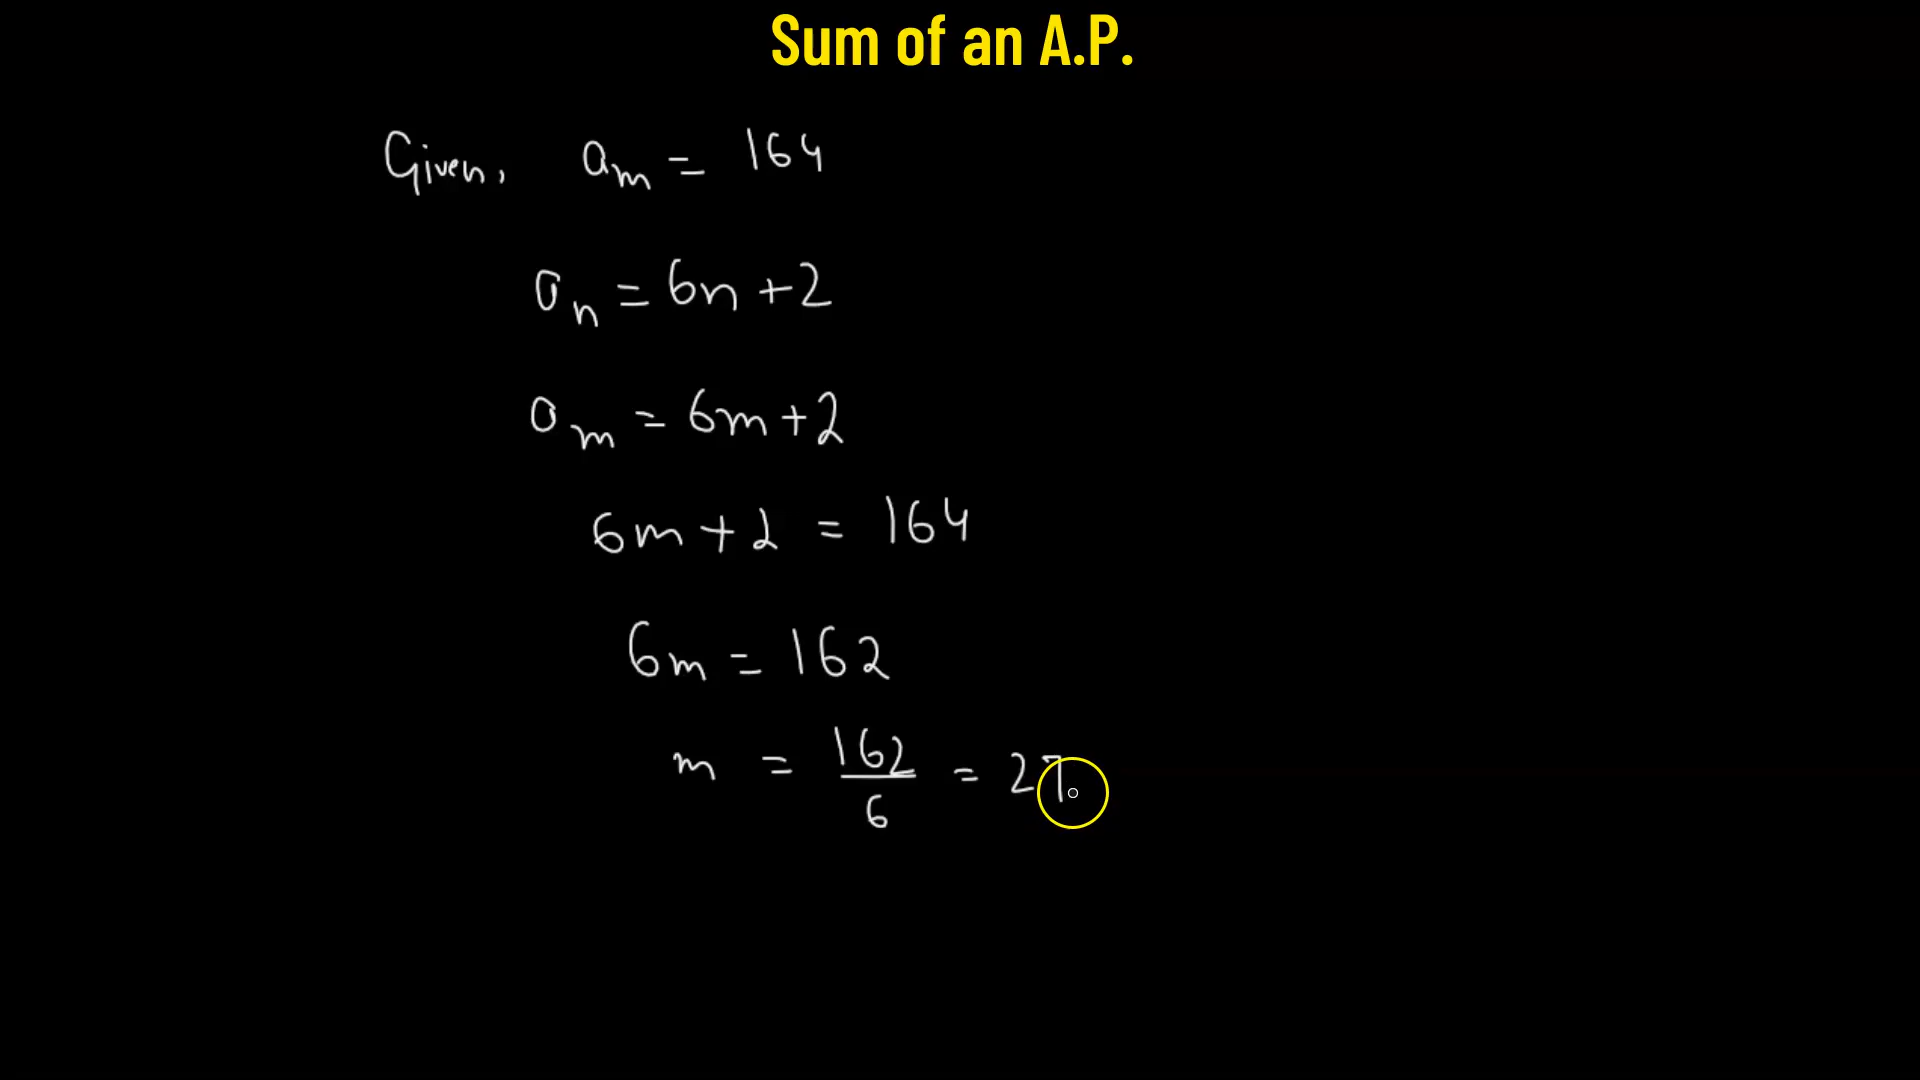 Sum of an A.P.
Given, am = 164
an = 6n + 2
am = 6m + 2
6m + 2 = 164
6m = 162
m = 162/6 = 27.